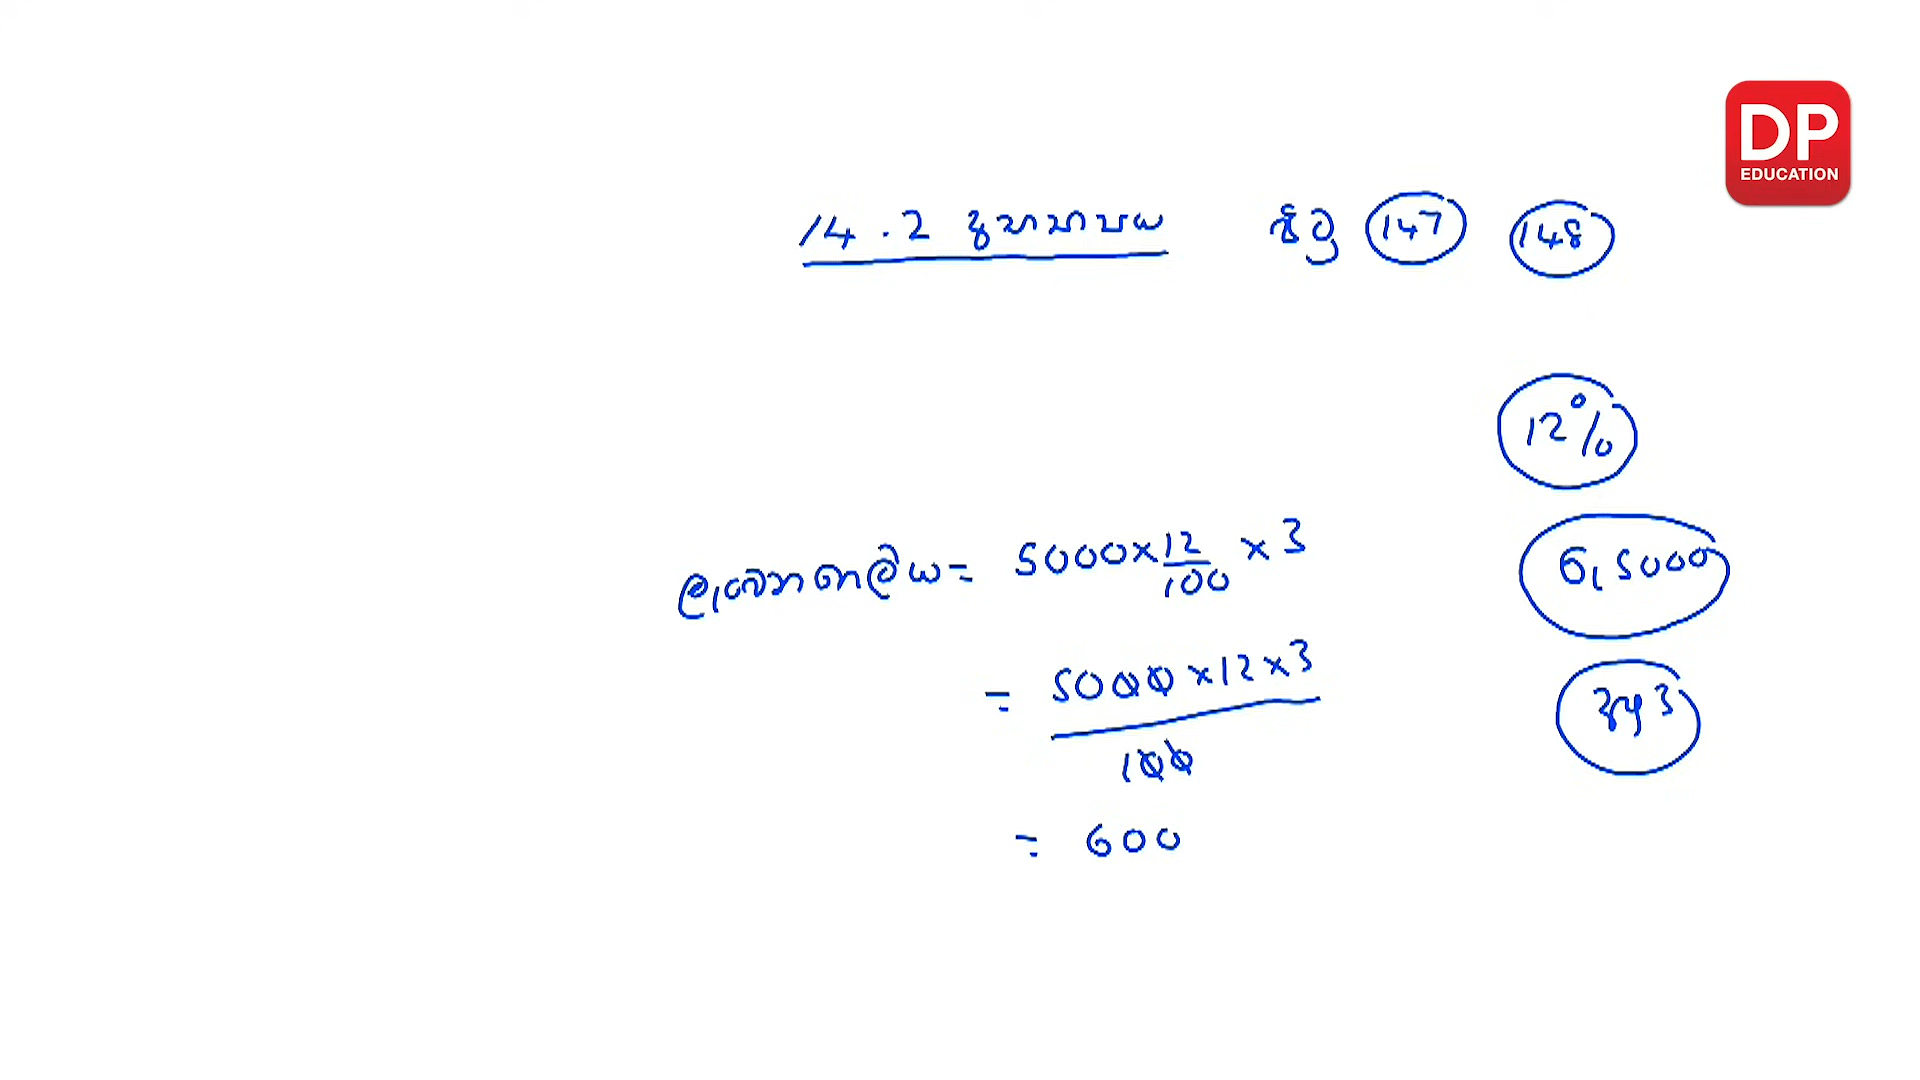 DP
EDUCATION
14.2 අභ්‍යාසය පිටු 147 148
12%
= 5000 × 12/100 × 3
රු 5000
= 5000 × 12 × 3 / 100
අවු 3
= 600